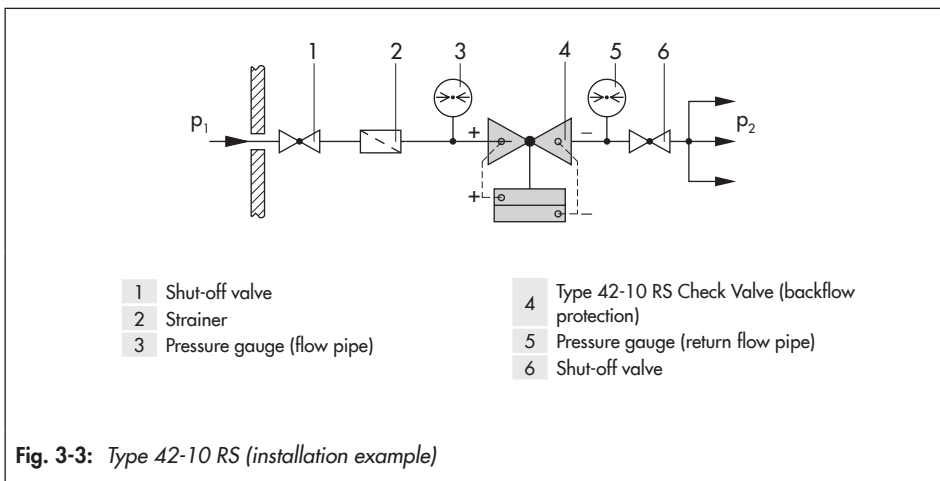 1 2 3 4 5 6
p1 + − p2
+ −
1 Shut-off valve
2 Strainer
3 Pressure gauge (flow pipe)
4 Type 42-10 RS Check Valve (backflow
protection)
5 Pressure gauge (return flow pipe)
6 Shut-off valve
Fig. 3-3: Type 42-10 RS (installation example)